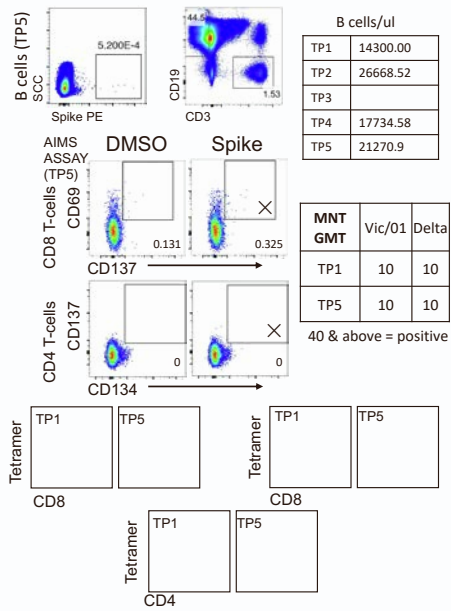 B cells (TP5)
SCC
5.200E-4
Spike PE
44.5
CD19
1.53
CD3
B cells/ul
TP1 14300.00
TP2 26668.52
TP3
TP4 17734.58
TP5 21270.9
AIMS
ASSAY
(TP5)
DMSO Spike
CD8 T-cells
CD69
0.131
0.325
CD137
MNT GMT Vic/01 Delta
TP1 10 10
TP5 10 10
40 & above = positive
CD4 T-cells
CD137
0
0
CD134
Tetramer
TP1
TP5
CD8
Tetramer
TP1
TP5
CD8
Tetramer
TP1
TP5
CD4